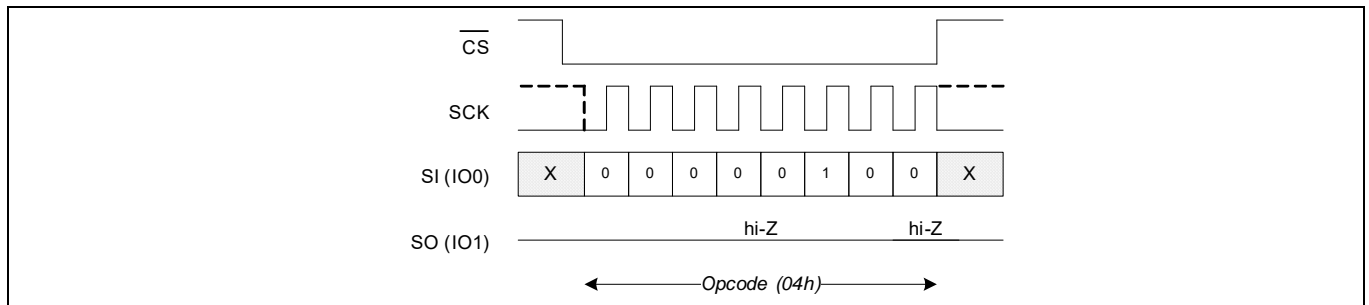 CS
SCK
SI (IO0) X 0 0 0 0 0 1 0 0 X
SO (IO1) hi-Z hi-Z
Opcode (04h)